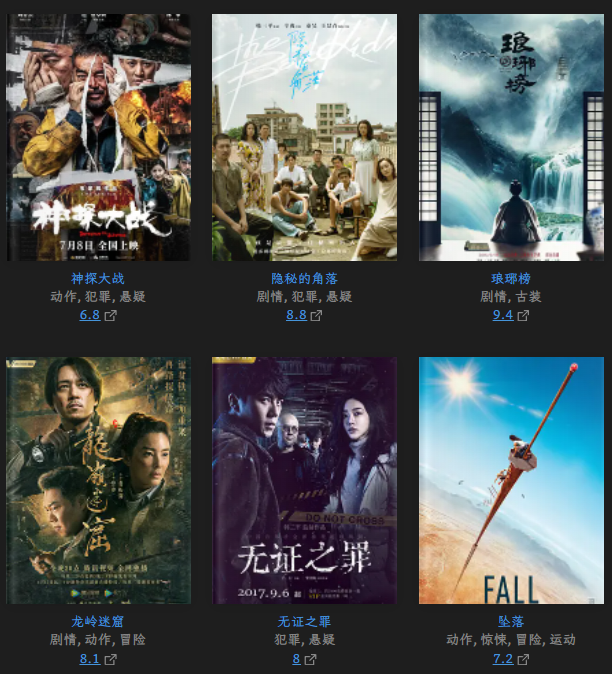 神探大战
7月8日 全国上映
The Bad Kids
隐秘的角落
琅琊榜
神探大战
动作, 犯罪, 悬疑
6.8
隐秘的角落
剧情, 犯罪, 悬疑
8.8
琅琊榜
剧情, 古装
9.4
龍嶺迷窟
DO NOT CROSS
无证之罪
2017.9.6 起
FALL
龙岭迷窟
剧情, 动作, 冒险
8.1
无证之罪
犯罪, 悬疑
8
坠落
动作, 惊悚, 冒险, 运动
7.2